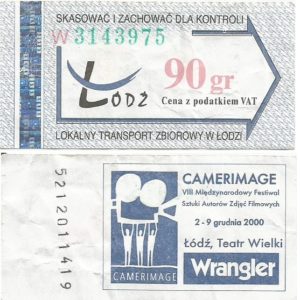 SKASOWAĆ I ZACHOWAĆ DLA KONTROLI
W 3143975
Łódź
90 gr
Cena z podatkiem VAT
LOKALNY TRANSPORT ZBIOROWY W ŁODZI
5212011419
CAMERIMAGE
CAMERIMAGE
VIII Międzynarodowy Festiwal
Sztuki Autorów Zdjęć Filmowych
2 - 9 grudnia 2000
Łódź, Teatr Wielki
Wrangler